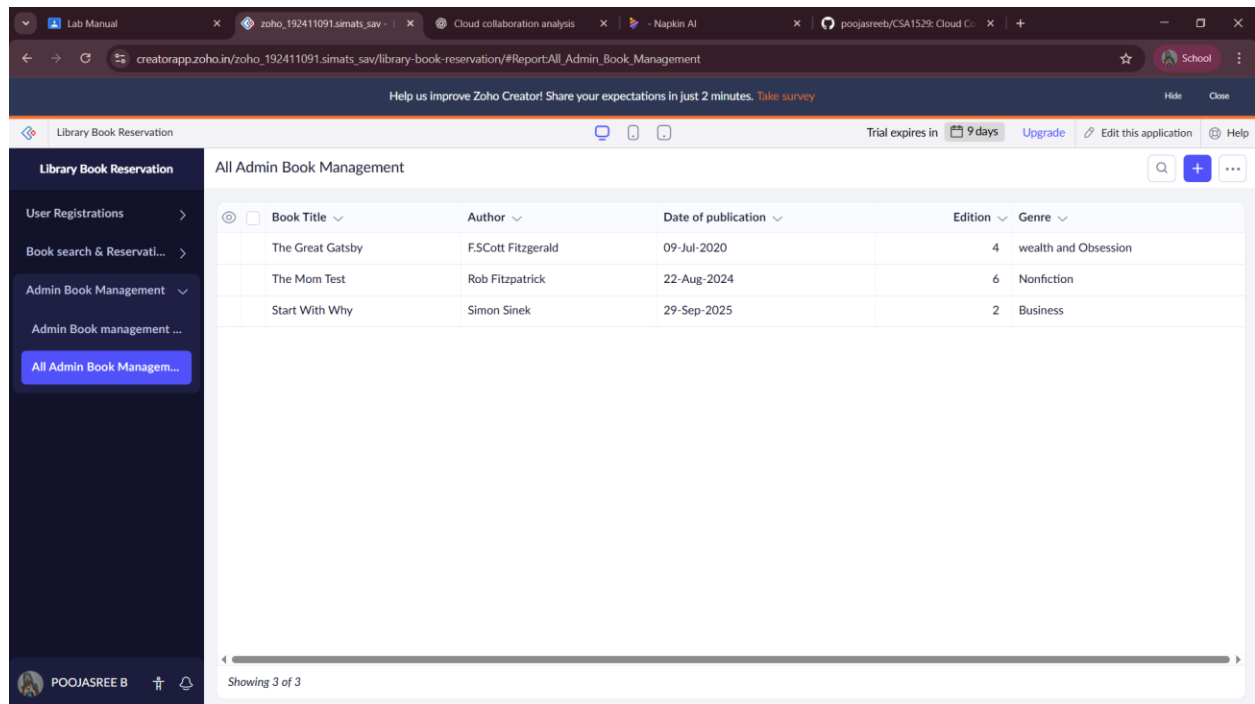 Lab Manual
zoho_192411091.simats_sav -
Cloud collaboration analysis
- Napkin AI
poojasreeb/CSA1529: Cloud Co
creatorapp.zoho.in/zoho_192411091.simats_sav/library-book-reservation/#Report:All_Admin_Book_Management
School
Help us improve Zoho Creator! Share your expectations in just 2 minutes. Take survey
Hide Close
Library Book Reservation
Trial expires in 9 days Upgrade Edit this application Help
Library Book Reservation
User Registrations
Book search & Reservati...
Admin Book Management
Admin Book management ...
All Admin Book Managem...
All Admin Book Management
Book Title Author Date of publication Edition Genre
The Great Gatsby F.SCott Fitzgerald 09-Jul-2020 4 wealth and Obsession
The Mom Test Rob Fitzpatrick 22-Aug-2024 6 Nonfiction
Start With Why Simon Sinek 29-Sep-2025 2 Business
POOJASREE B
Showing 3 of 3